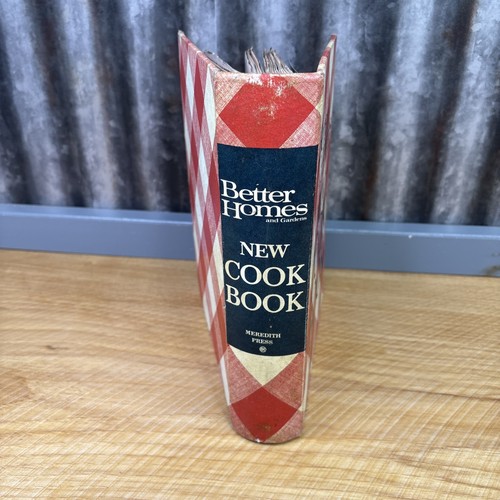 Better
Homes
and Gardens
NEW
COOK
BOOK
MEREDITH
PRESS